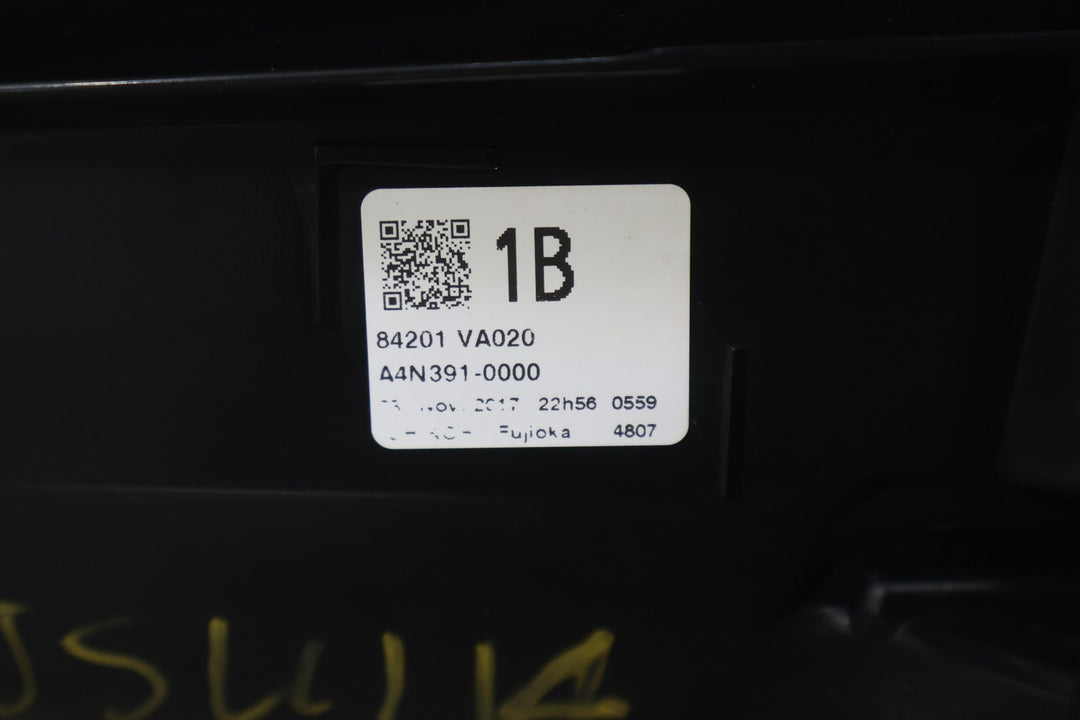 1B
84201 VA020
A4N391-0000
Nov. 2017 22h56 0559
Fujioka 4807